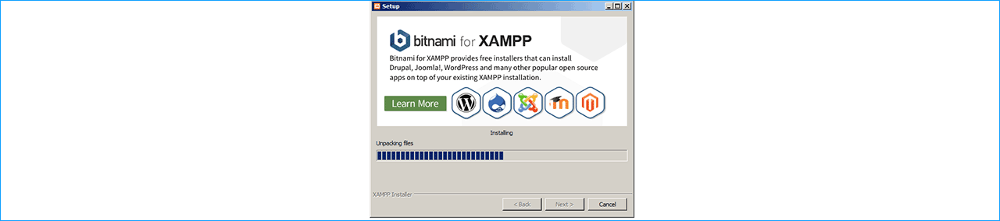 Setup
bitnami for XAMPP
Bitnami for XAMPP provides free installers that can install
Drupal, Joomla!, WordPress and many other popular open source
apps on top of your existing XAMPP installation.
Learn More
Installing
Unpacking files
XAMPP Installer
< Back Next > Cancel